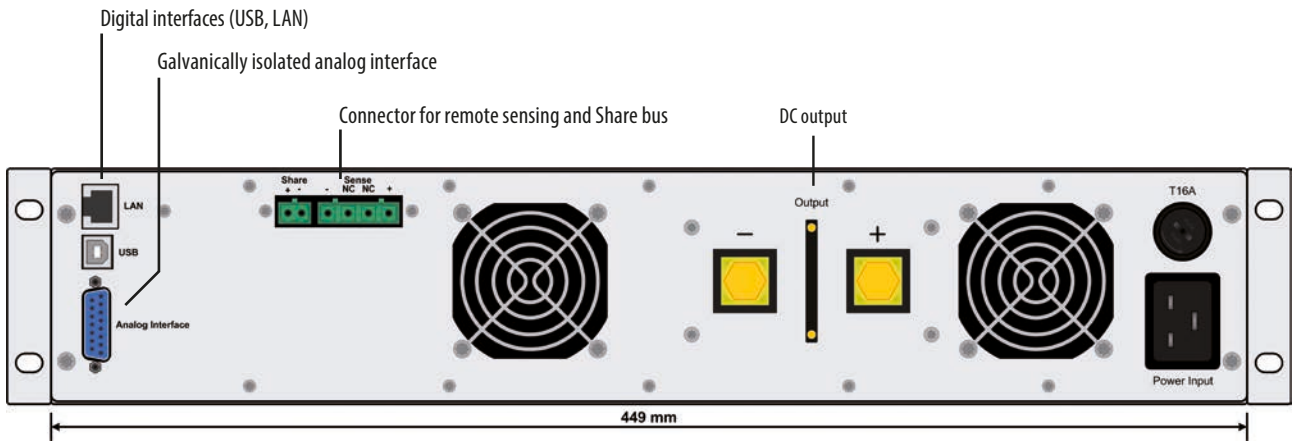 Digital interfaces (USB, LAN)
Galvanically isolated analog interface
Connector for remote sensing and Share bus
DC output
Share
+ -
Sense
- NC NC +
LAN
USB
Analog Interface
Output
- +
T16A
Power Input
449 mm